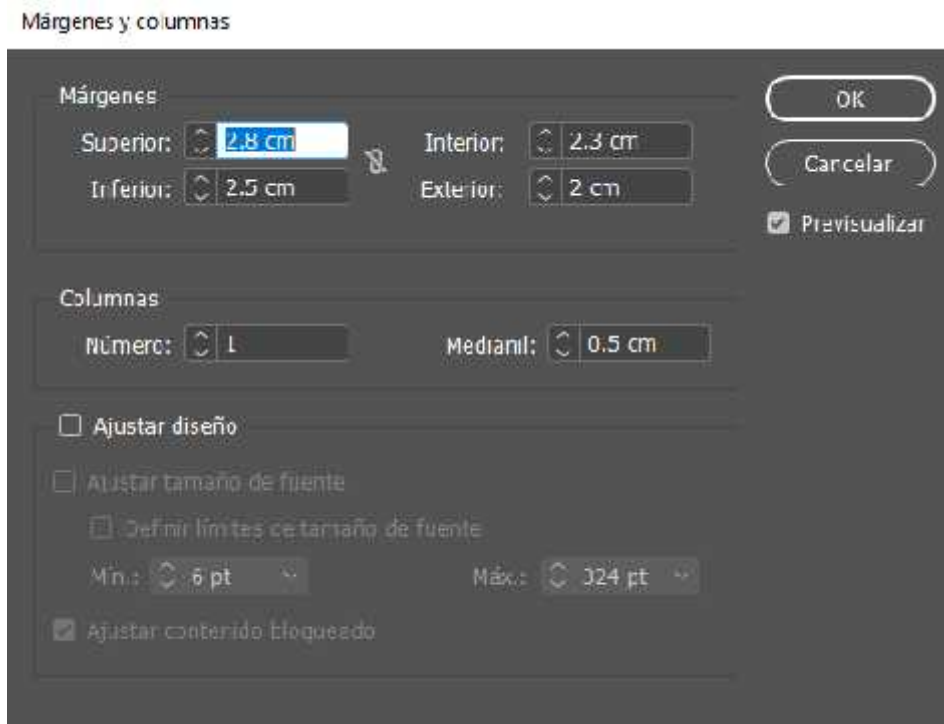 Márgenes y columnas
Márgenes
Superior: 2.8 cm Interior: 2.3 cm
Inferior: 2.5 cm Exterior: 2 cm
OK
Cancelar
Previsualizar
Columnas
Número: 1 Medianil: 0.5 cm
Ajustar diseño
Ajustar tamaño de fuente
Definir límites de tamaño de fuente
Mín.: 6 pt Máx.: 324 pt
Ajustar contenido bloqueado